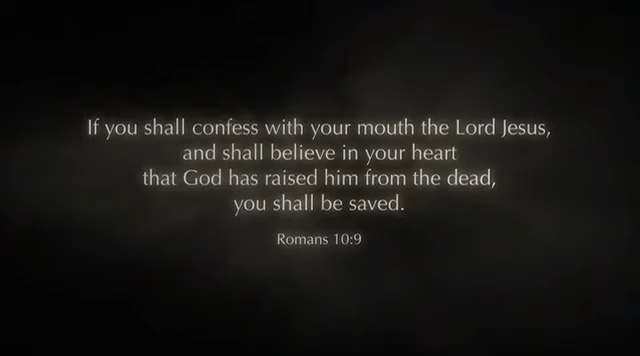 If you shall confess with your mouth the Lord Jesus,
and shall believe in your heart
that God has raised him from the dead,
you shall be saved.
Romans 10:9